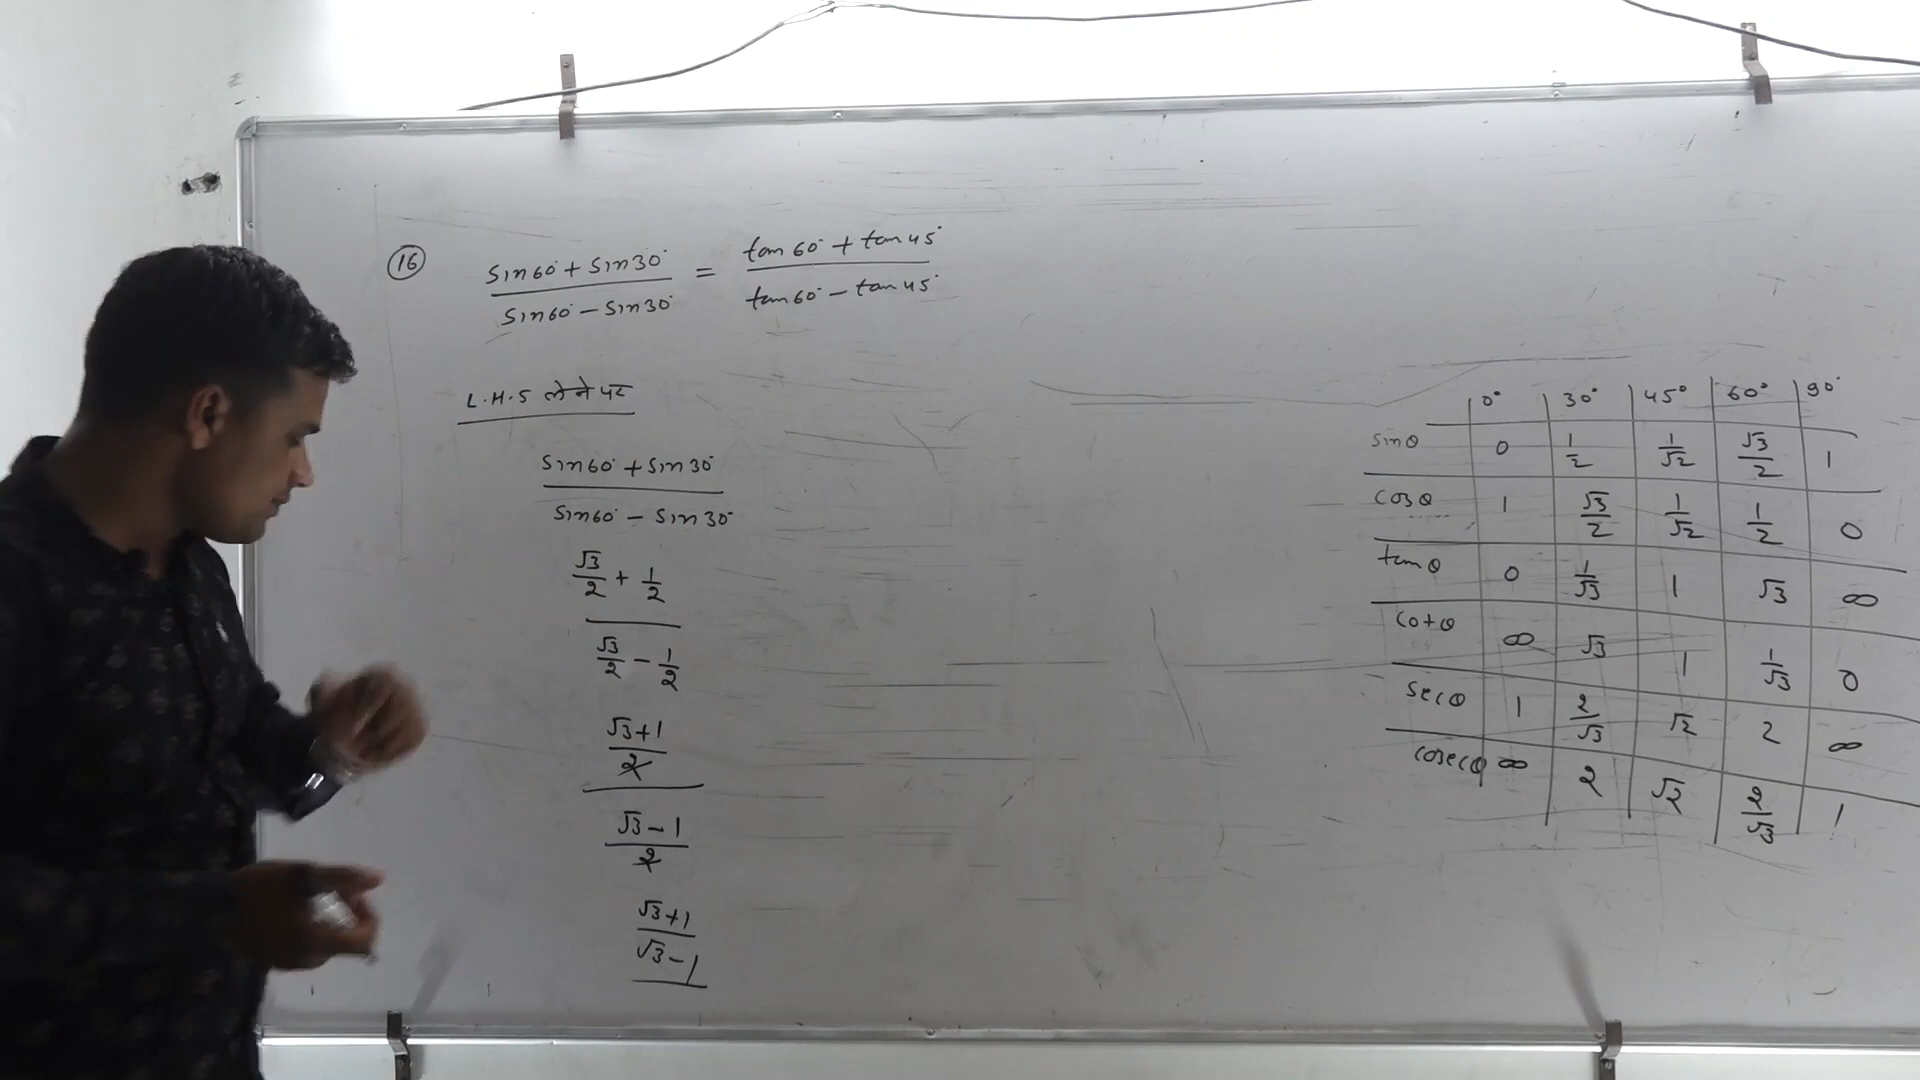 (16) sin60° + sin30° / sin60° - sin30° = tan60° + tan45° / tan60° - tan45°
L.H.S लेने पर
sin60° + sin30°
sin60° - sin30°
√3/2 + 1/2
√3/2 - 1/2
√3+1
2
√3-1
2
√3+1
√3-1
0° 30° 45° 60° 90°
sinθ 0 1/2 1/√2 √3/2 1
cosθ 1 √3/2 1/√2 1/2 0
tanθ 0 1/√3 1 √3 ∞
cotθ ∞ √3 1 1/√3 0
secθ 1 2/√3 √2 2 ∞
cosecθ ∞ 2 √2 2/√3 1